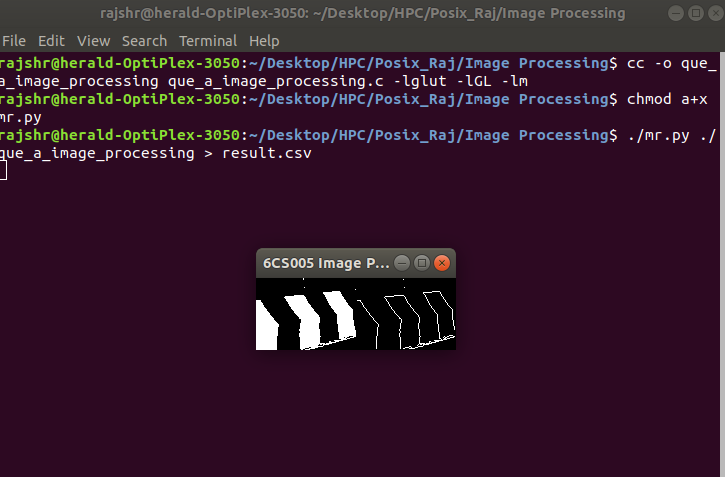 rajshr@herald-OptiPlex-3050: ~/Desktop/HPC/Posix_Raj/Image Processing
File Edit View Search Terminal Help
rajshr@herald-OptiPlex-3050:~/Desktop/HPC/Posix_Raj/Image Processing$ cc -o que_
a_image_processing que_a_image_processing.c -lglut -lGL -lm
rajshr@herald-OptiPlex-3050:~/Desktop/HPC/Posix_Raj/Image Processing$ chmod a+x
mr.py
rajshr@herald-OptiPlex-3050:~/Desktop/HPC/Posix_Raj/Image Processing$ ./mr.py ./
que_a_image_processing > result.csv
6CS005 Image P...